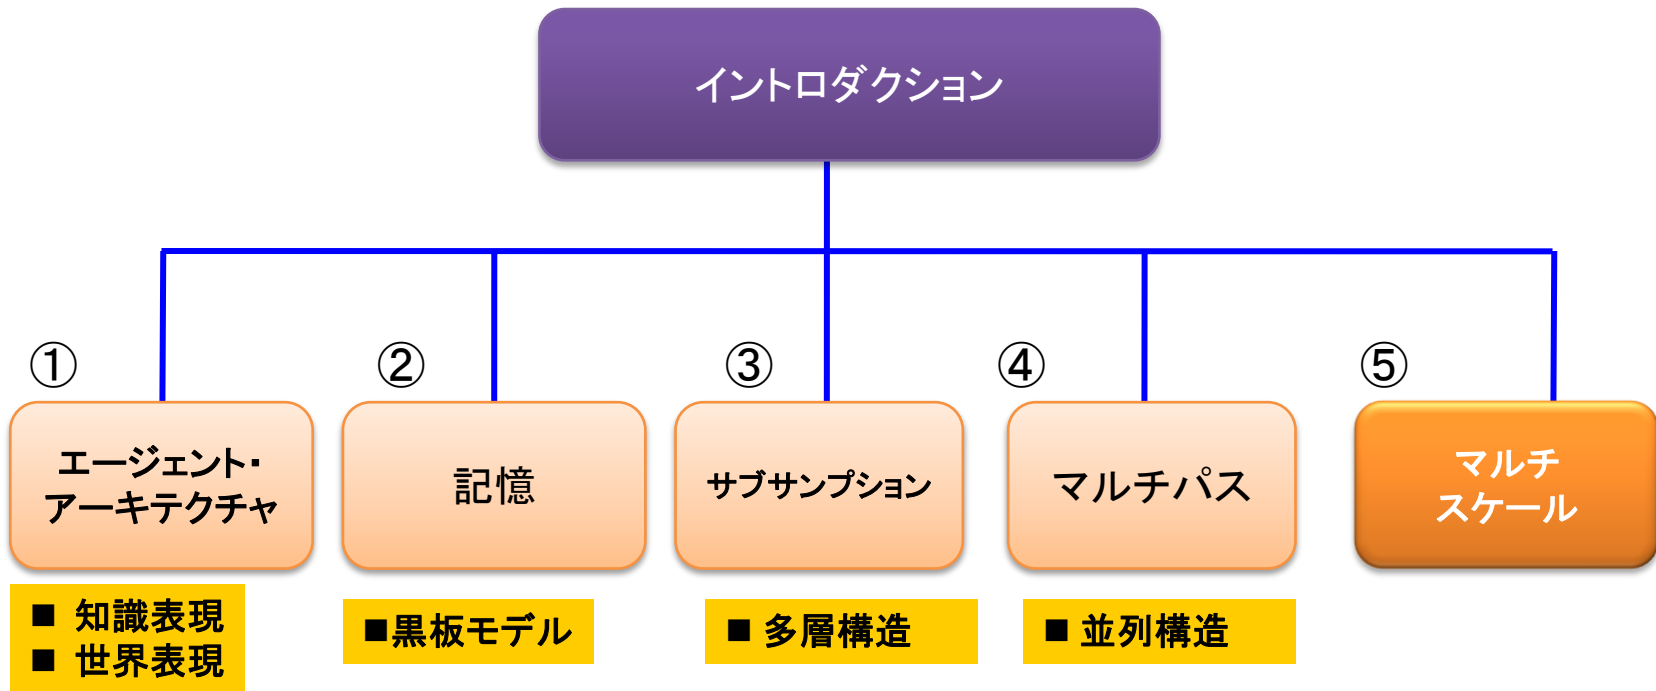 イントロダクション
①
②
③
④
⑤
エージェント・
アーキテクチャ
記憶
サブサンプション
マルチパス
マルチ
スケール
■ 知識表現
■ 世界表現
■黒板モデル
■ 多層構造
■ 並列構造